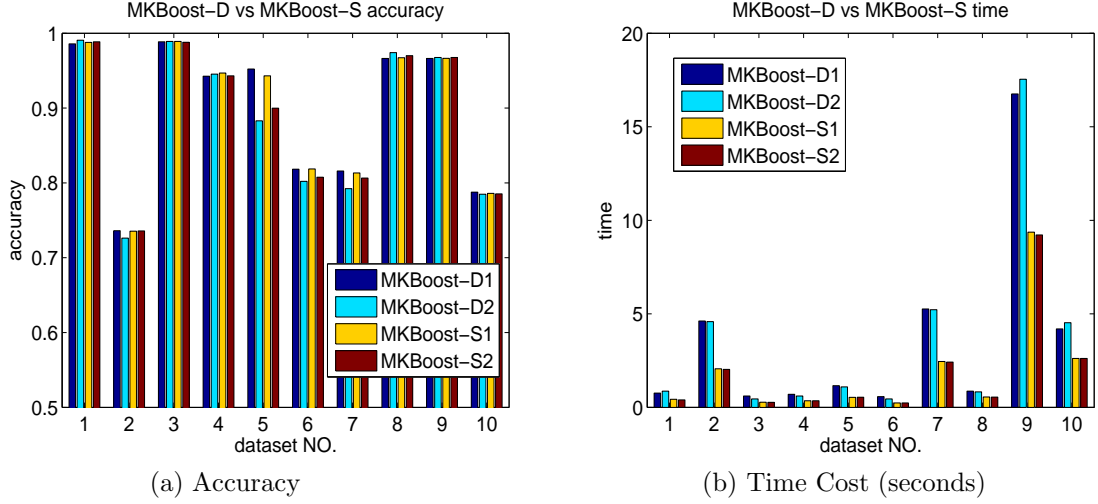 MKBoost−D vs MKBoost−S accuracy
1
0.9
0.8
0.7
0.6
0.5
accuracy
MKBoost−D1
MKBoost−D2
MKBoost−S1
MKBoost−S2
1 2 3 4 5 6 7 8 9 10
dataset NO.
(a) Accuracy
MKBoost−D vs MKBoost−S time
20
15
10
5
0
time
MKBoost−D1
MKBoost−D2
MKBoost−S1
MKBoost−S2
1 2 3 4 5 6 7 8 9 10
dataset NO.
(b) Time Cost (seconds)